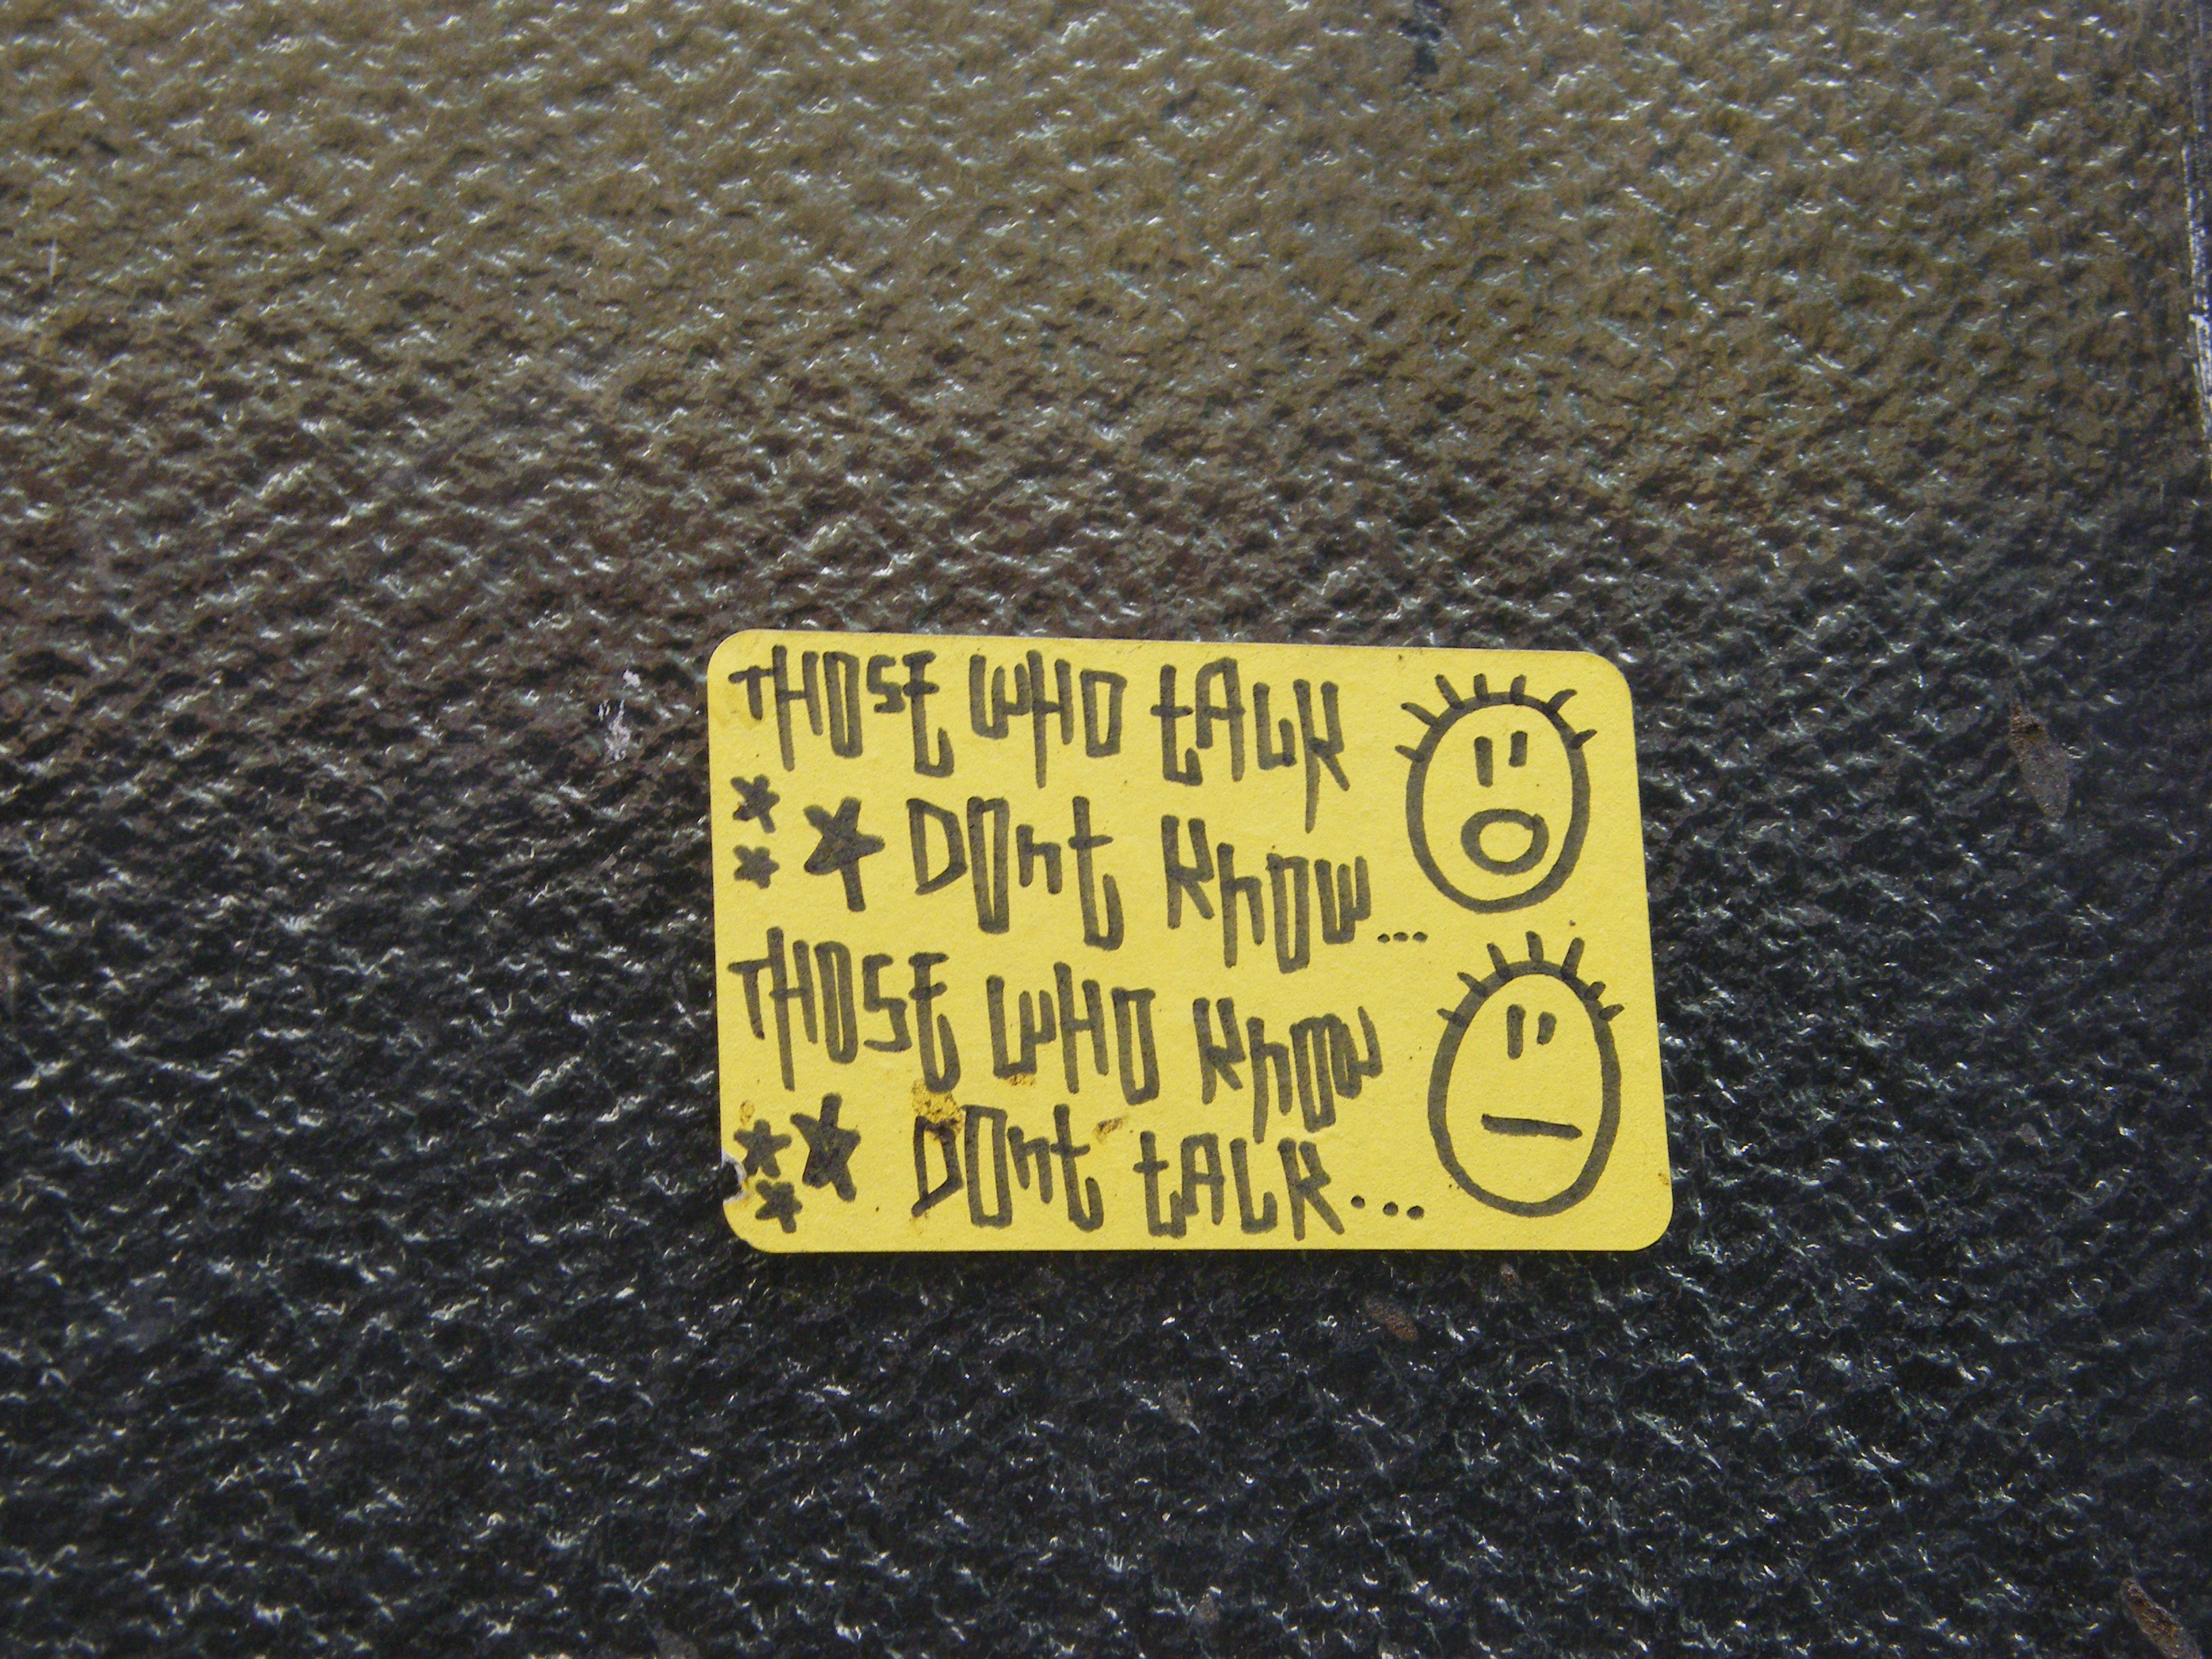 THOSE WHO tALK
DOnt KnOw...
THOSE WHO KnOw
DOnt tALK...